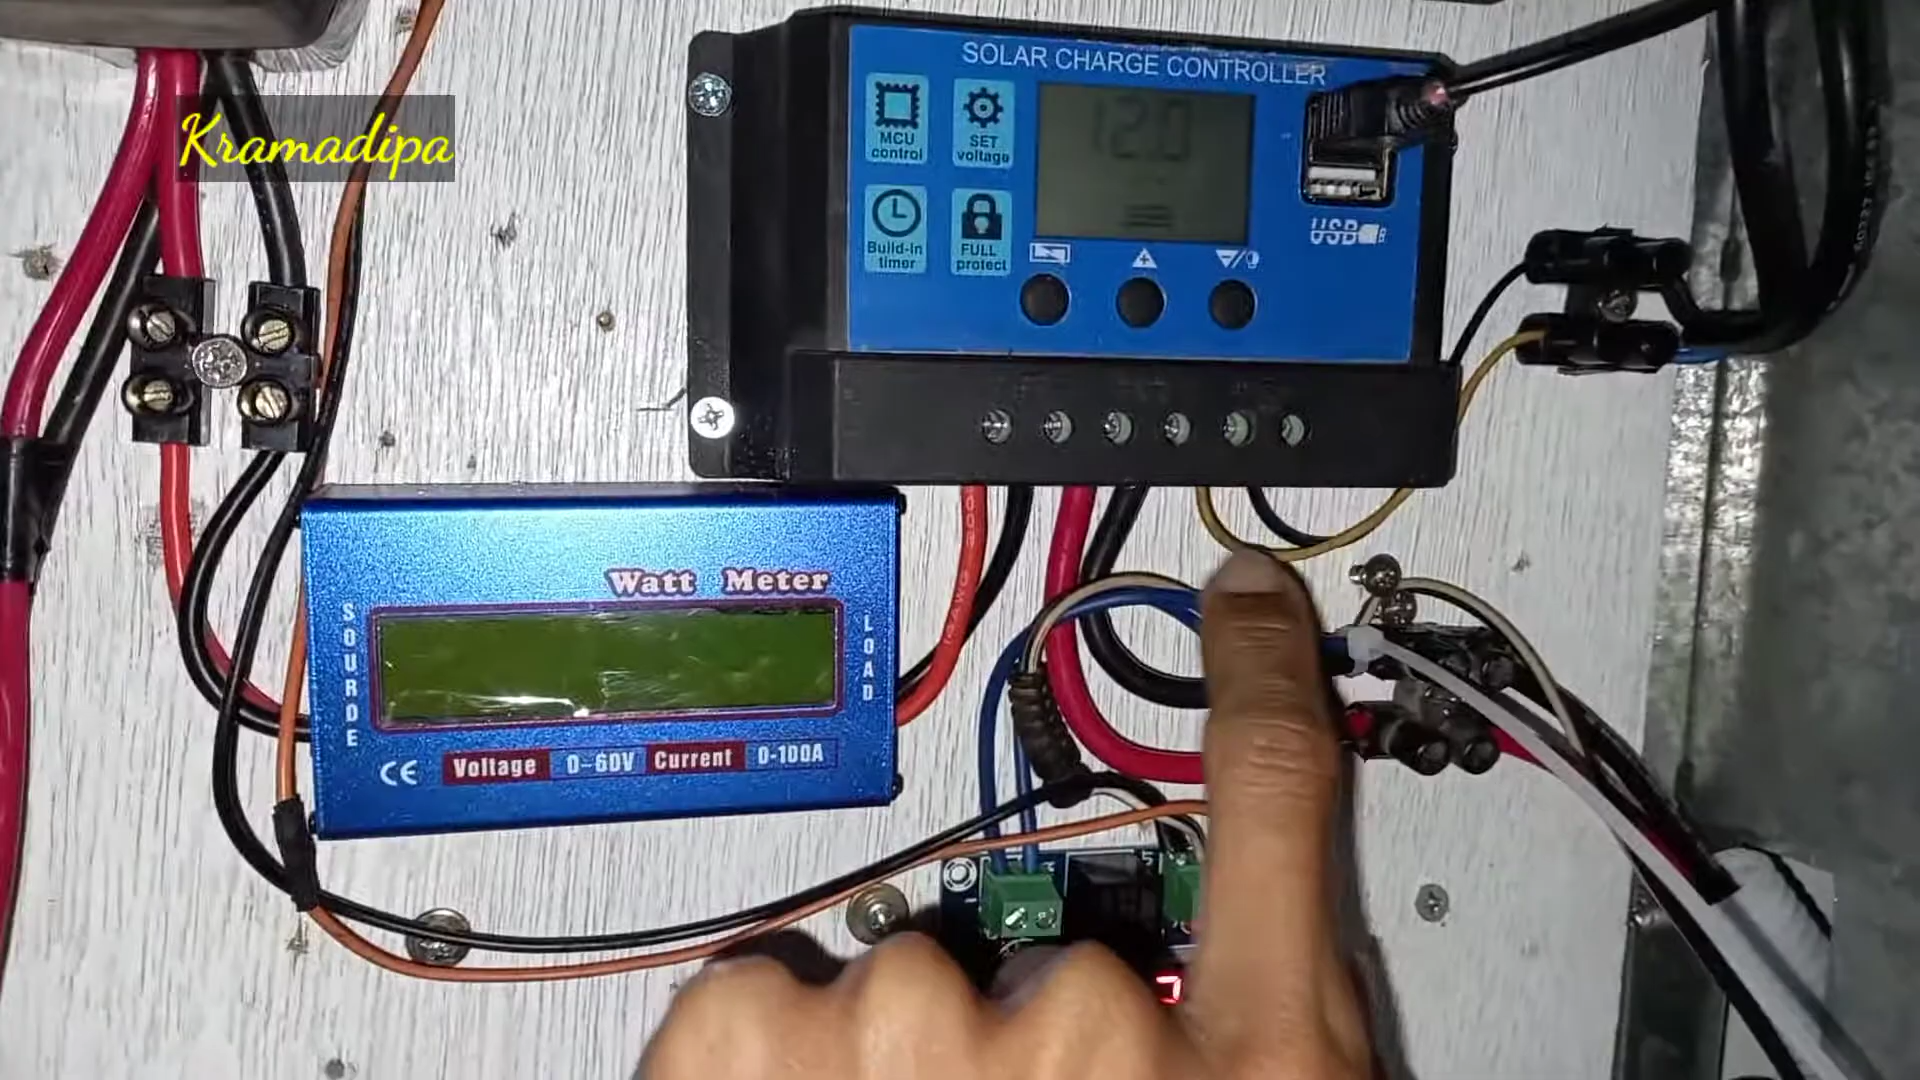 Kramadipa
SOLAR CHARGE CONTROLLER
MCU
control
SET
voltage
12.0
Build-in
timer
FULL
protect
USB
Watt Meter
SOURDE
LOAD
CE
Voltage
0-60V
Current
0-100A